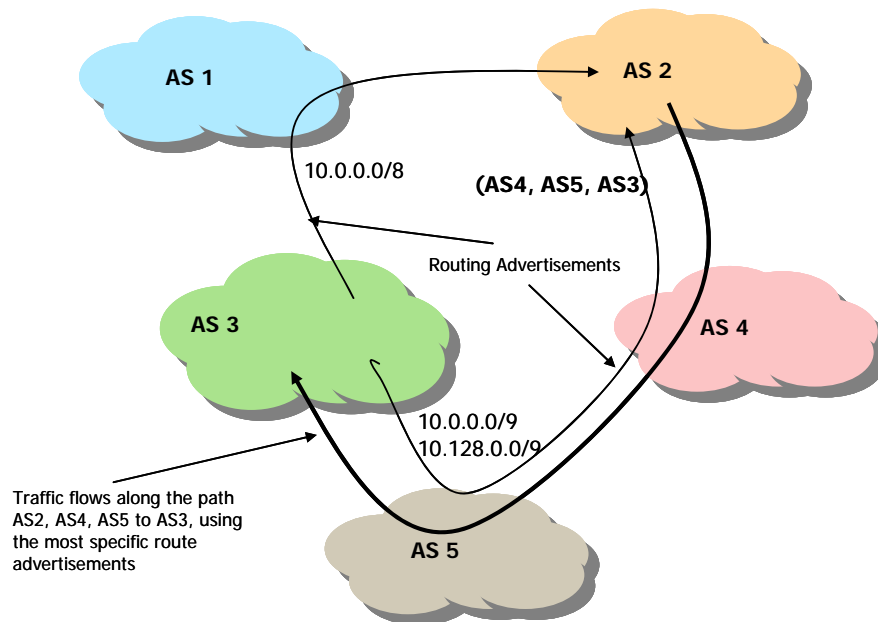 AS 1
AS 2
10.0.0.0/8
(AS4, AS5, AS3)
Routing Advertisements
AS 3
AS 4
10.0.0.0/9
10.128.0.0/9
Traffic flows along the path
AS2, AS4, AS5 to AS3, using
the most specific route
advertisements
AS 5